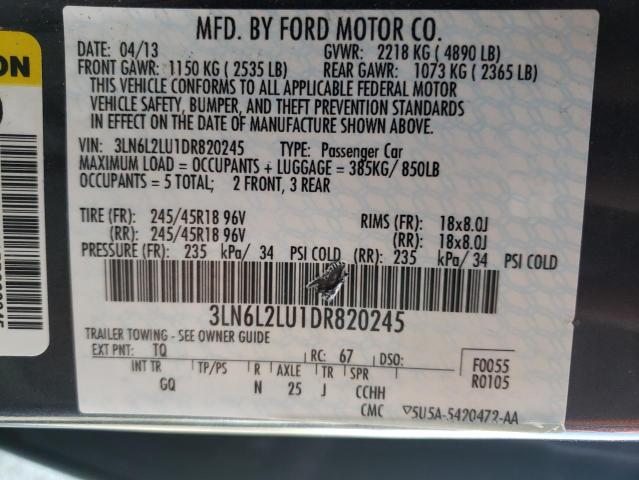 MFD. BY FORD MOTOR CO.
DATE: 04/13 GVWR: 2218 KG ( 4890 LB)
FRONT GAWR: 1150 KG ( 2535 LB) REAR GAWR: 1073 KG ( 2365 LB)
THIS VEHICLE CONFORMS TO ALL APPLICABLE FEDERAL MOTOR
VEHICLE SAFETY, BUMPER, AND THEFT PREVENTION STANDARDS
IN EFFECT ON THE DATE OF MANUFACTURE SHOWN ABOVE.
VIN: 3LN6L2LU1DR820245 TYPE: Passenger Car
MAXIMUM LOAD = OCCUPANTS + LUGGAGE = 385KG/ 850LB
OCCUPANTS = 5 TOTAL: 2 FRONT, 3 REAR
TIRE (FR): 245/45R18 96V RIMS (FR): 18x8.0J
(RR): 245/45R18 96V (RR): 18x8.0J
PRESSURE (FR): 235 kPa/ 34 PSI COLD (RR): 235 kPa/ 34 PSI COLD
3LN6L2LU1DR820245
TRAILER TOWING - SEE OWNER GUIDE
EXT PNT: TQ RC: 67 DSO: F0055
INT TR TP/PS R AXLE TR SPR R0105
GQ N 25 J CCHH
CMC 5U5A-5420472-AA
ON